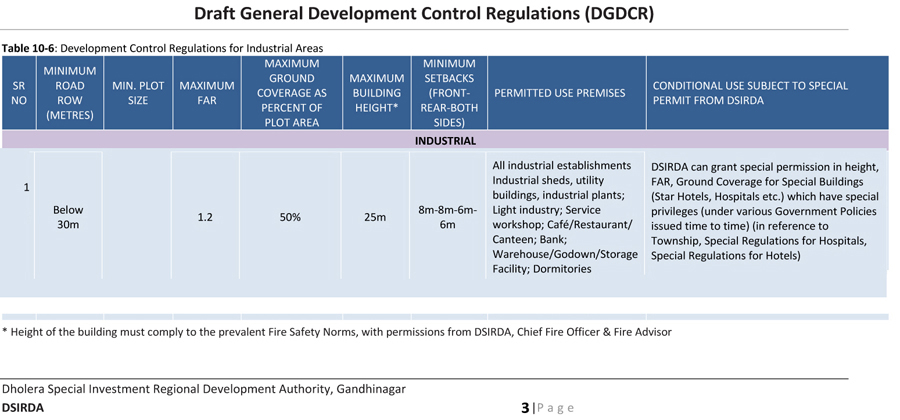 Draft General Development Control Regulations (DGDCR)
Table 10-6: Development Control Regulations for Industrial Areas
SR
NO
MINIMUM
ROAD
ROW
(METRES)
MIN. PLOT
SIZE
MAXIMUM
FAR
MAXIMUM
GROUND
COVERAGE AS
PERCENT OF
PLOT AREA
MAXIMUM
BUILDING
HEIGHT*
MINIMUM
SETBACKS
(FRONT-
REAR-BOTH
SIDES)
PERMITTED USE PREMISES
CONDITIONAL USE SUBJECT TO SPECIAL
PERMIT FROM DSIRDA
INDUSTRIAL
1
Below
30m
1.2
50%
25m
8m-8m-6m-
6m
All industrial establishments
Industrial sheds, utility
buildings, industrial plants;
Light industry; Service
workshop; Café/Restaurant/
Canteen; Bank;
Warehouse/Godown/Storage
Facility; Dormitories
DSIRDA can grant special permission in height,
FAR, Ground Coverage for Special Buildings
(Star Hotels, Hospitals etc.) which have special
privileges (under various Government Policies
issued time to time) (in reference to
Township, Special Regulations for Hospitals,
Special Regulations for Hotels)
* Height of the building must comply to the prevalent Fire Safety Norms, with permissions from DSIRDA, Chief Fire Officer & Fire Advisor
Dholera Special Investment Regional Development Authority, Gandhinagar
DSIRDA
3 | Page